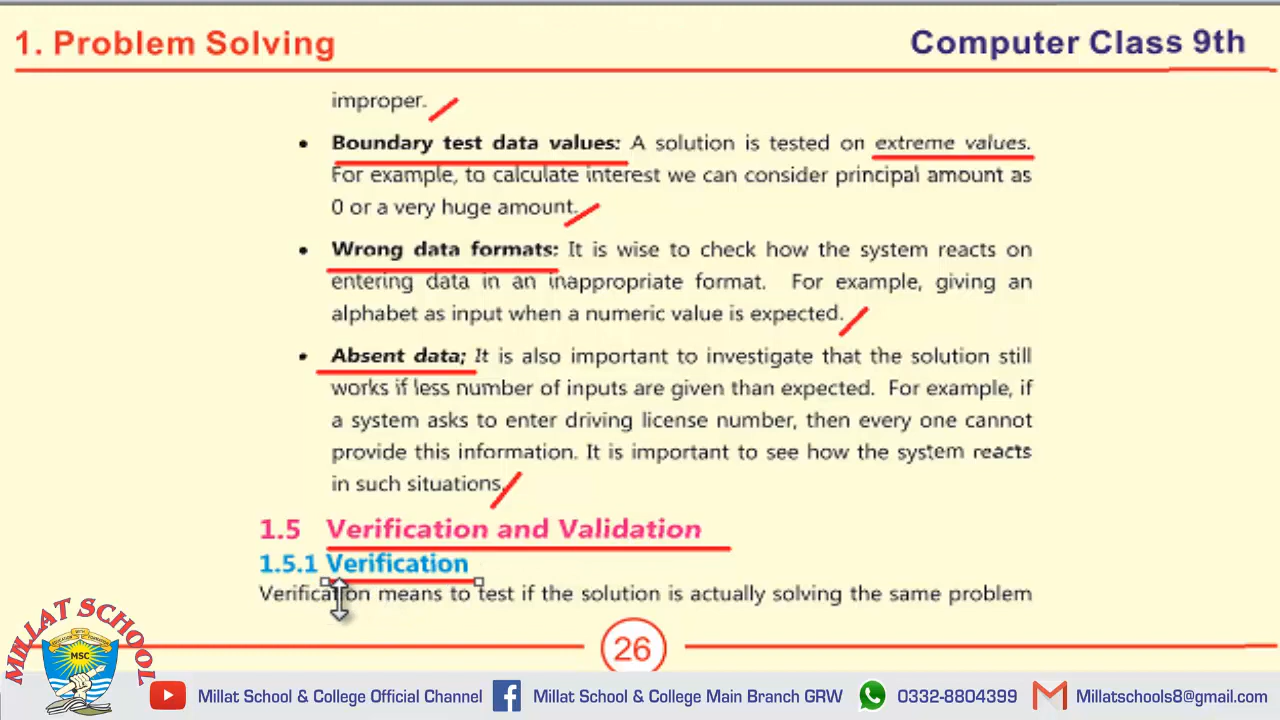 1. Problem Solving
Computer Class 9th
improper.
• Boundary test data values: A solution is tested on extreme values.
For example, to calculate interest we can consider principal amount as
0 or a very huge amount.
• Wrong data formats: It is wise to check how the system reacts on
entering data in an inappropriate format. For example, giving an
alphabet as input when a numeric value is expected.
• Absent data; It is also important to investigate that the solution still
works if less number of inputs are given than expected. For example, if
a system asks to enter driving license number, then every one cannot
provide this information. It is important to see how the system reacts
in such situations.
1.5 Verification and Validation
1.5.1 Verification
Verification means to test if the solution is actually solving the same problem
26
MILLAT SCHOOL
MSC
Millat School & College Official Channel
Millat School & College Main Branch GRW
0332-8804399
Millatschools8@gmail.com